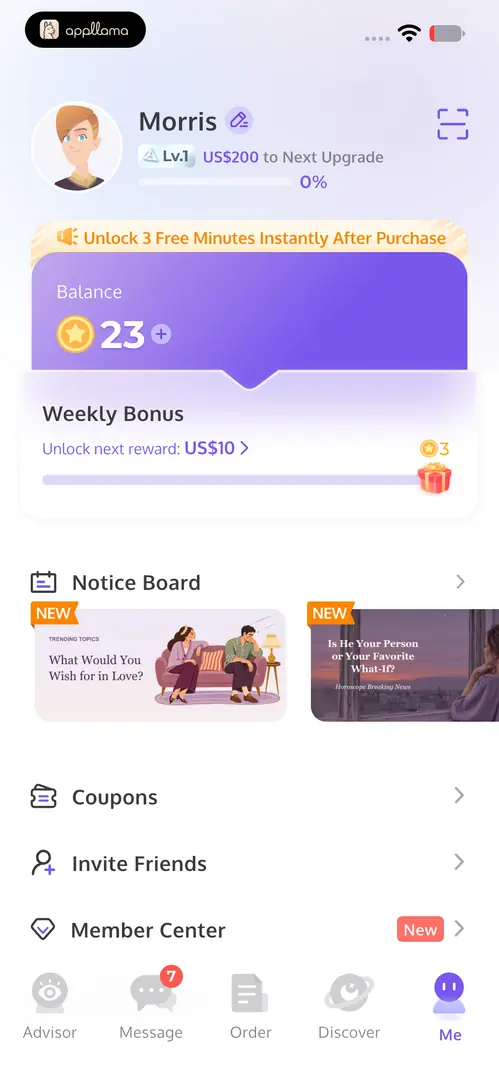 appllama
Morris
Lv.1 US$200 to Next Upgrade
0%
Unlock 3 Free Minutes Instantly After Purchase
Balance
23
Weekly Bonus
Unlock next reward: US$10
3
Notice Board
NEW
TRENDING TOPICS
What Would You
Wish for in Love?
NEW
Is He Your Person
or Your Favorite
What-If?
Horoscope Breaking News
Coupons
Invite Friends
Member Center
New
7
Advisor
Message
Order
Discover
Me